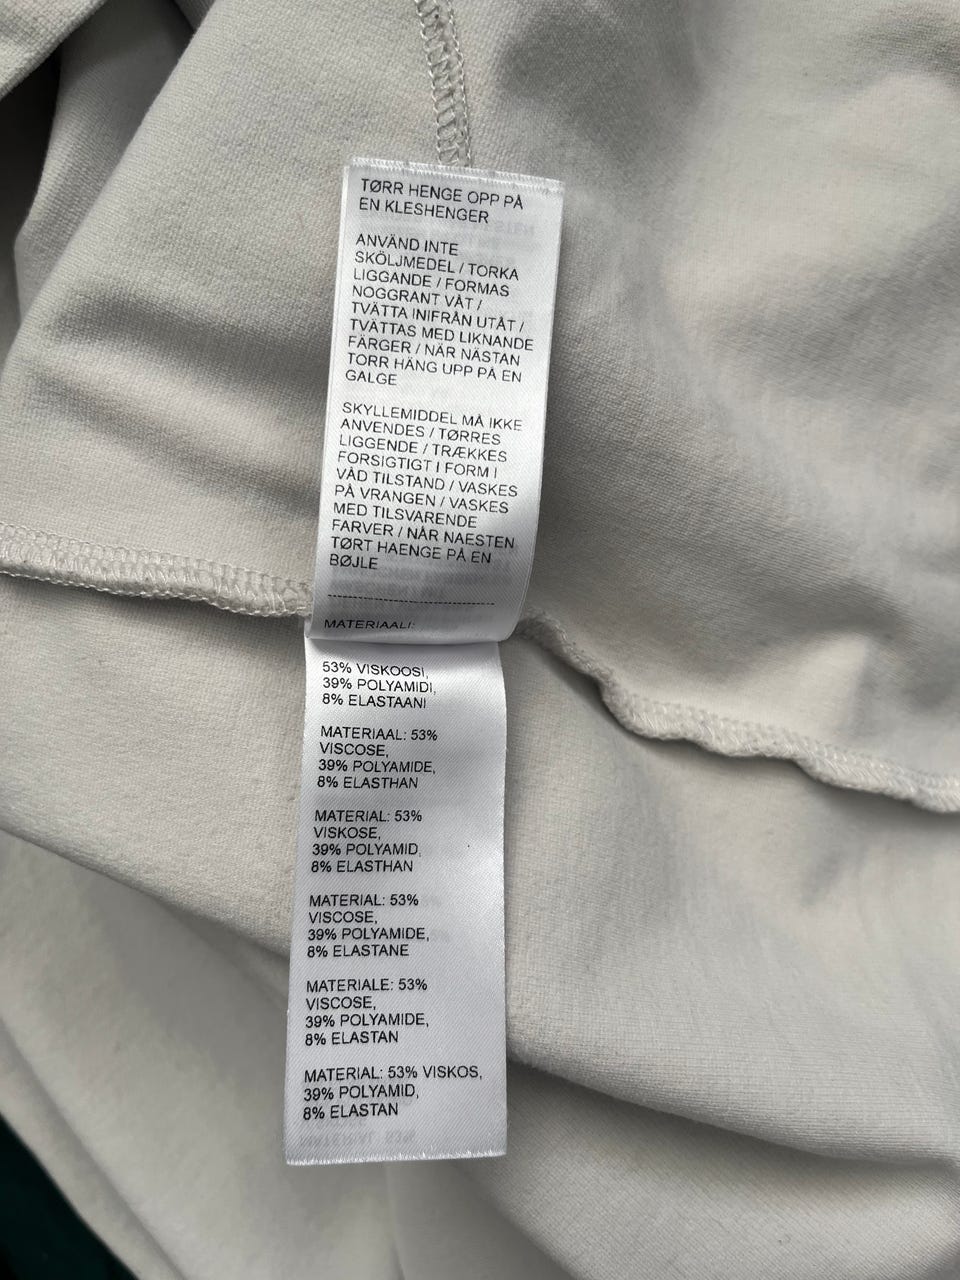 TØRR HENGE OPP PÅ
EN KLESHENGER
ANVÄND INTE
SKÖLJMEDEL / TORKA
LIGGANDE / FORMAS
NOGGRANT VÅT /
TVÄTTA INIFRÅN UTÅT /
TVÄTTAS MED LIKNANDE
FÄRGER / NÄR NÄSTAN
TORR HÄNG UPP PÅ EN
GALGE
SKYLLEMIDDEL MÅ IKKE
ANVENDES / TØRRES
LIGGENDE / TRÆKKES
FORSIGTIGT I FORM I
VÅD TILSTAND / VASKES
PÅ VRANGEN / VASKES
MED TILSVARENDE
FARVER / NÅR NAESTEN
TØRT HAENGE PÅ EN
BØJLE
MATERIAALI:
53% VISKOOSI,
39% POLYAMIDI,
8% ELASTAANI
MATERIAAL: 53%
VISCOSE,
39% POLYAMIDE,
8% ELASTHAN
MATERIAL: 53%
VISKOSE,
39% POLYAMID,
8% ELASTHAN
MATERIAL: 53%
VISCOSE,
39% POLYAMIDE,
8% ELASTANE
MATERIALE: 53%
VISCOSE,
39% POLYAMIDE,
8% ELASTAN
MATERIAL: 53% VISKOS,
39% POLYAMID,
8% ELASTAN